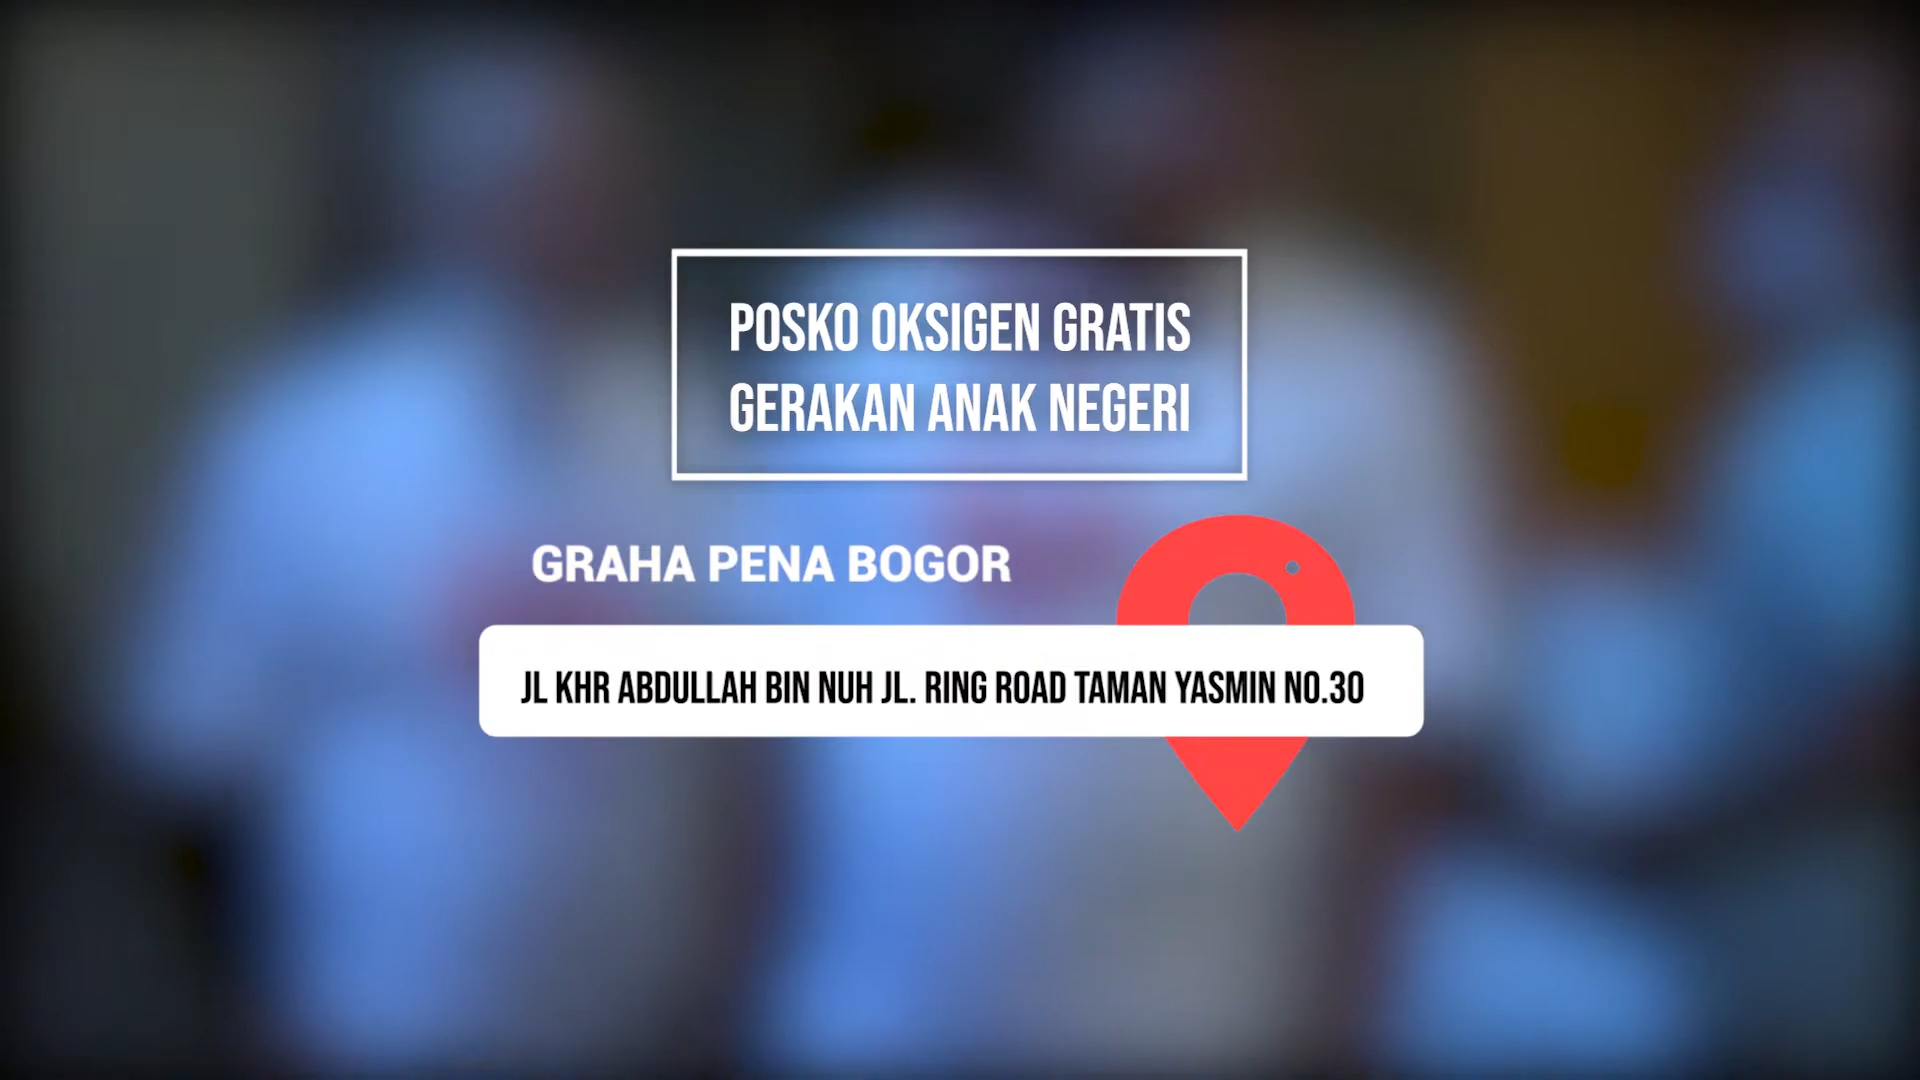 POSKO OKSIGEN GRATIS
GERAKAN ANAK NEGERI
GRAHA PENA BOGOR
JL KHR ABDULLAH BIN NUH JL. RING ROAD TAMAN YASMIN NO.30